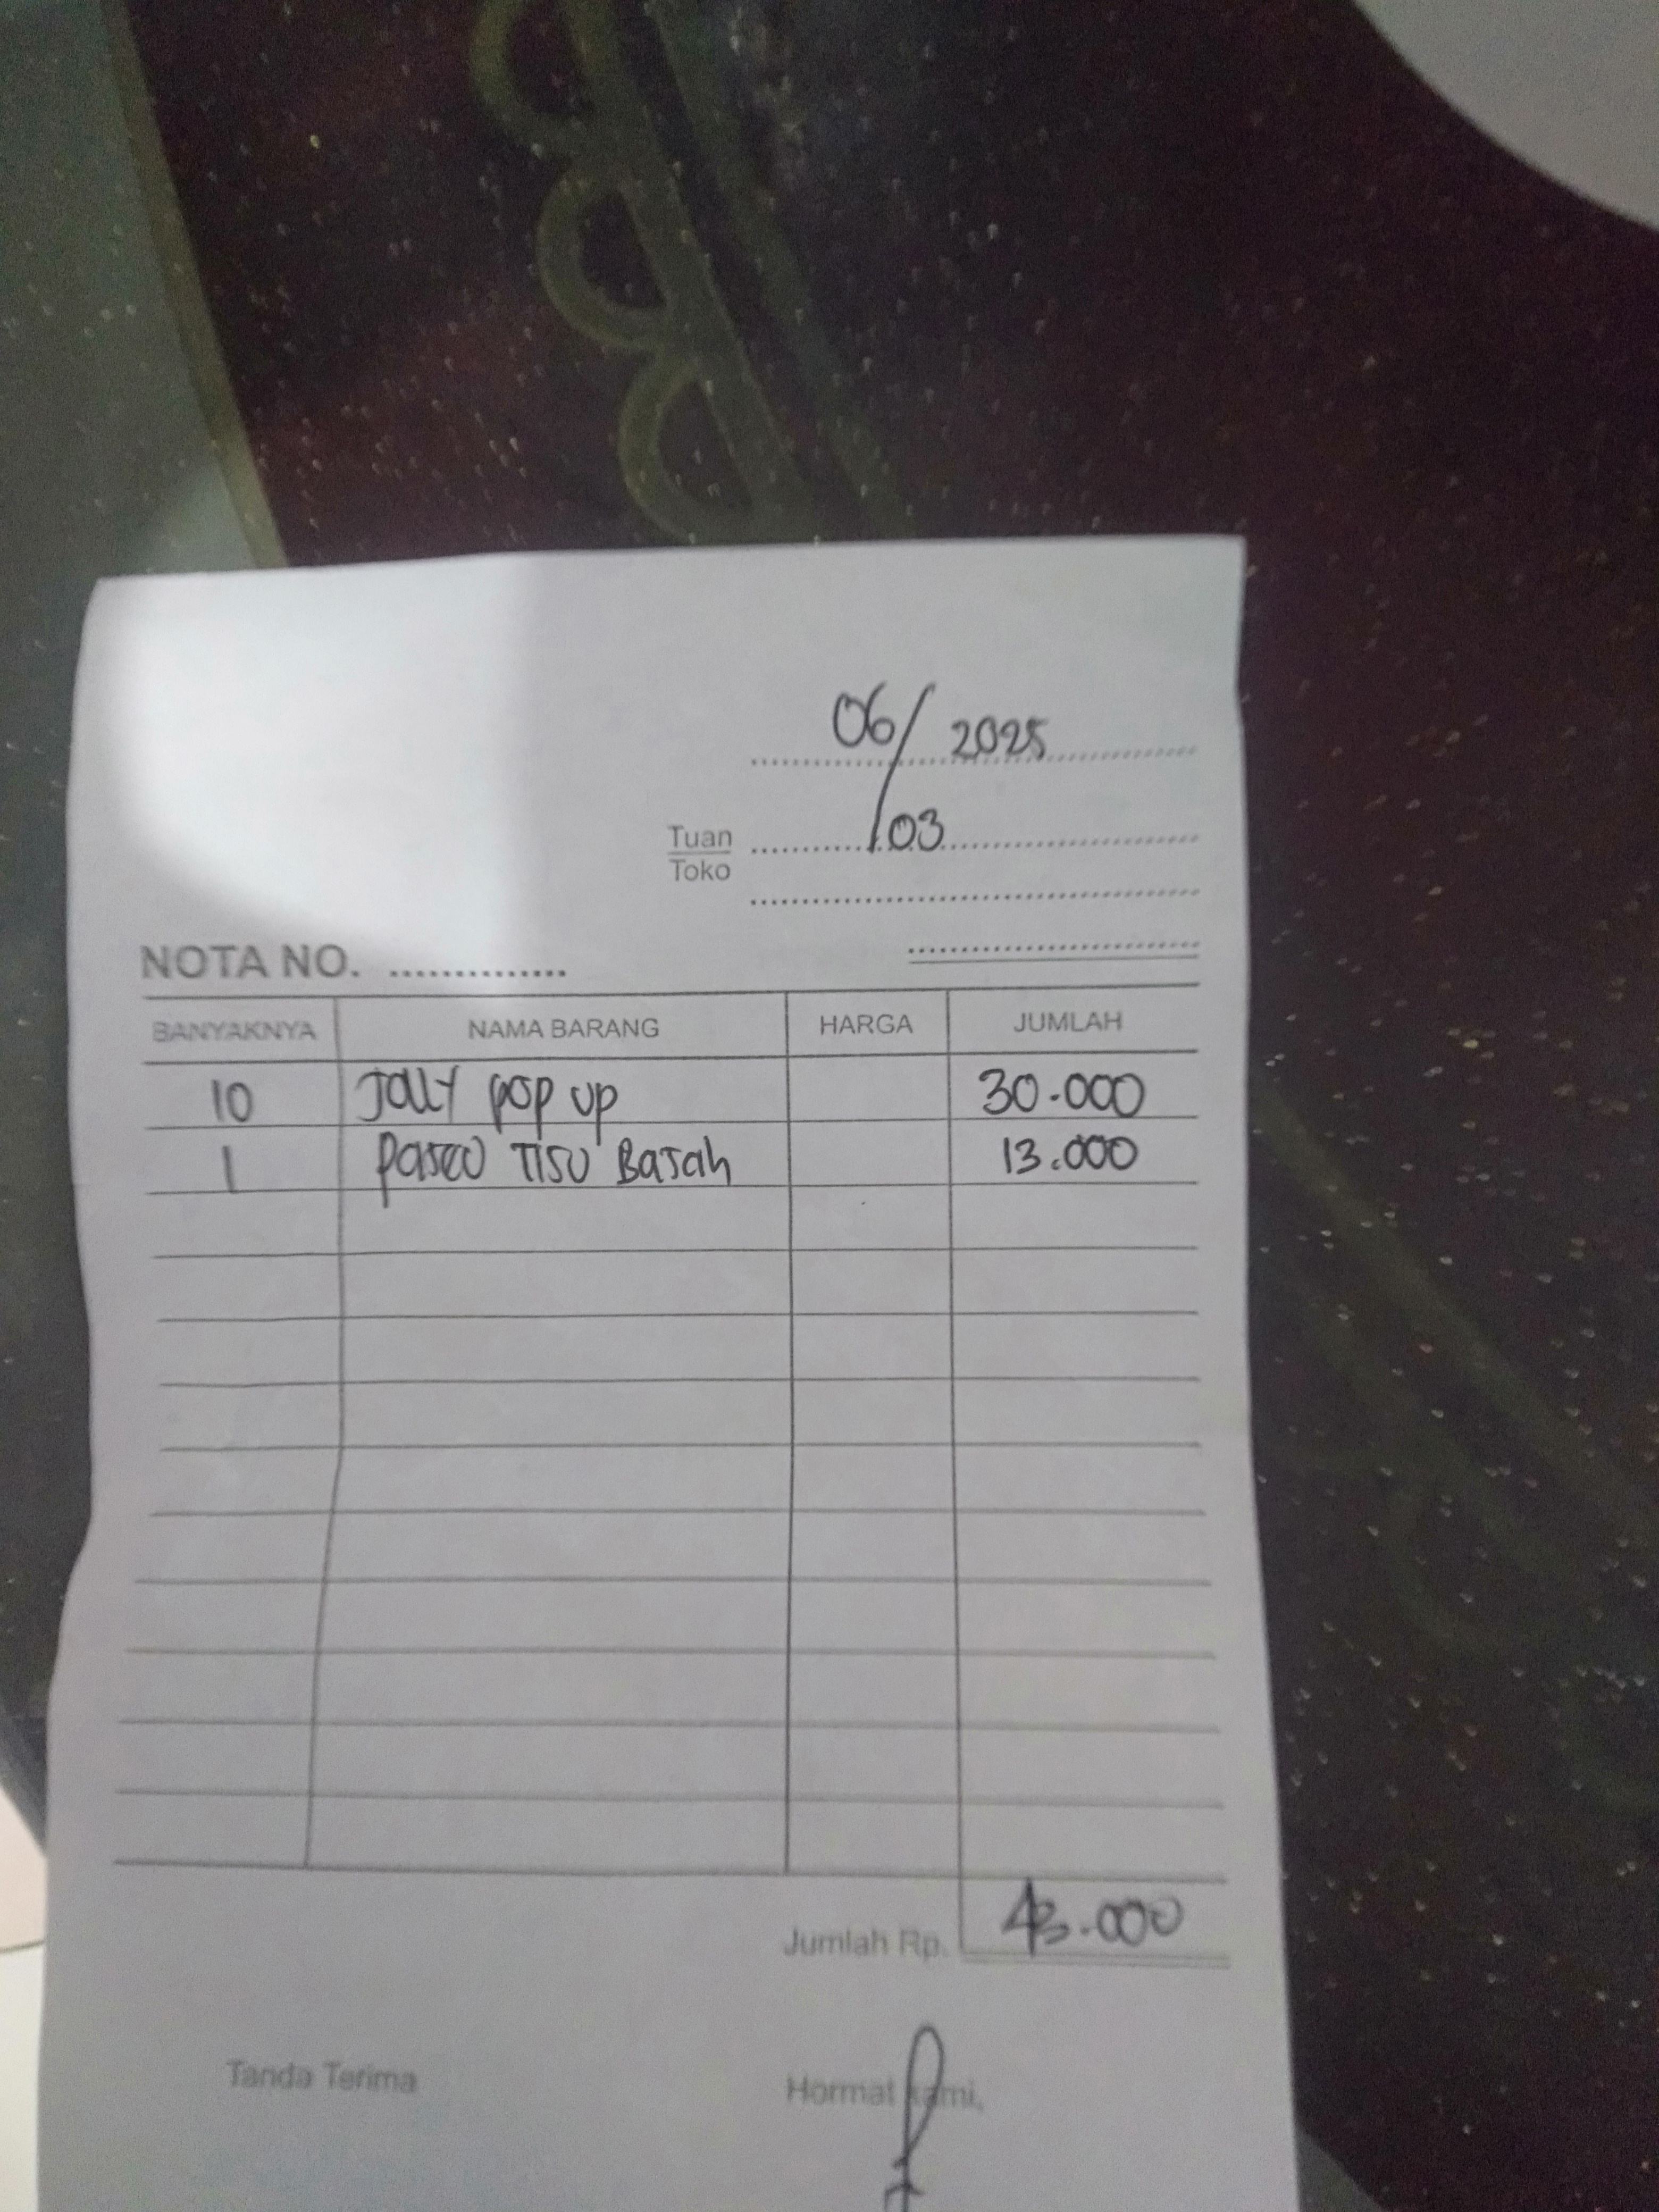 06/ 2025
/03
Tuan
Toko
NOTA NO.
BANYAKNYA NAMA BARANG HARGA JUMLAH
10 Jolly pop up 30.000
1 Paseo TISU Basah 13.000
Jumlah Rp. 43.000
Tanda Terima Hormat kami,